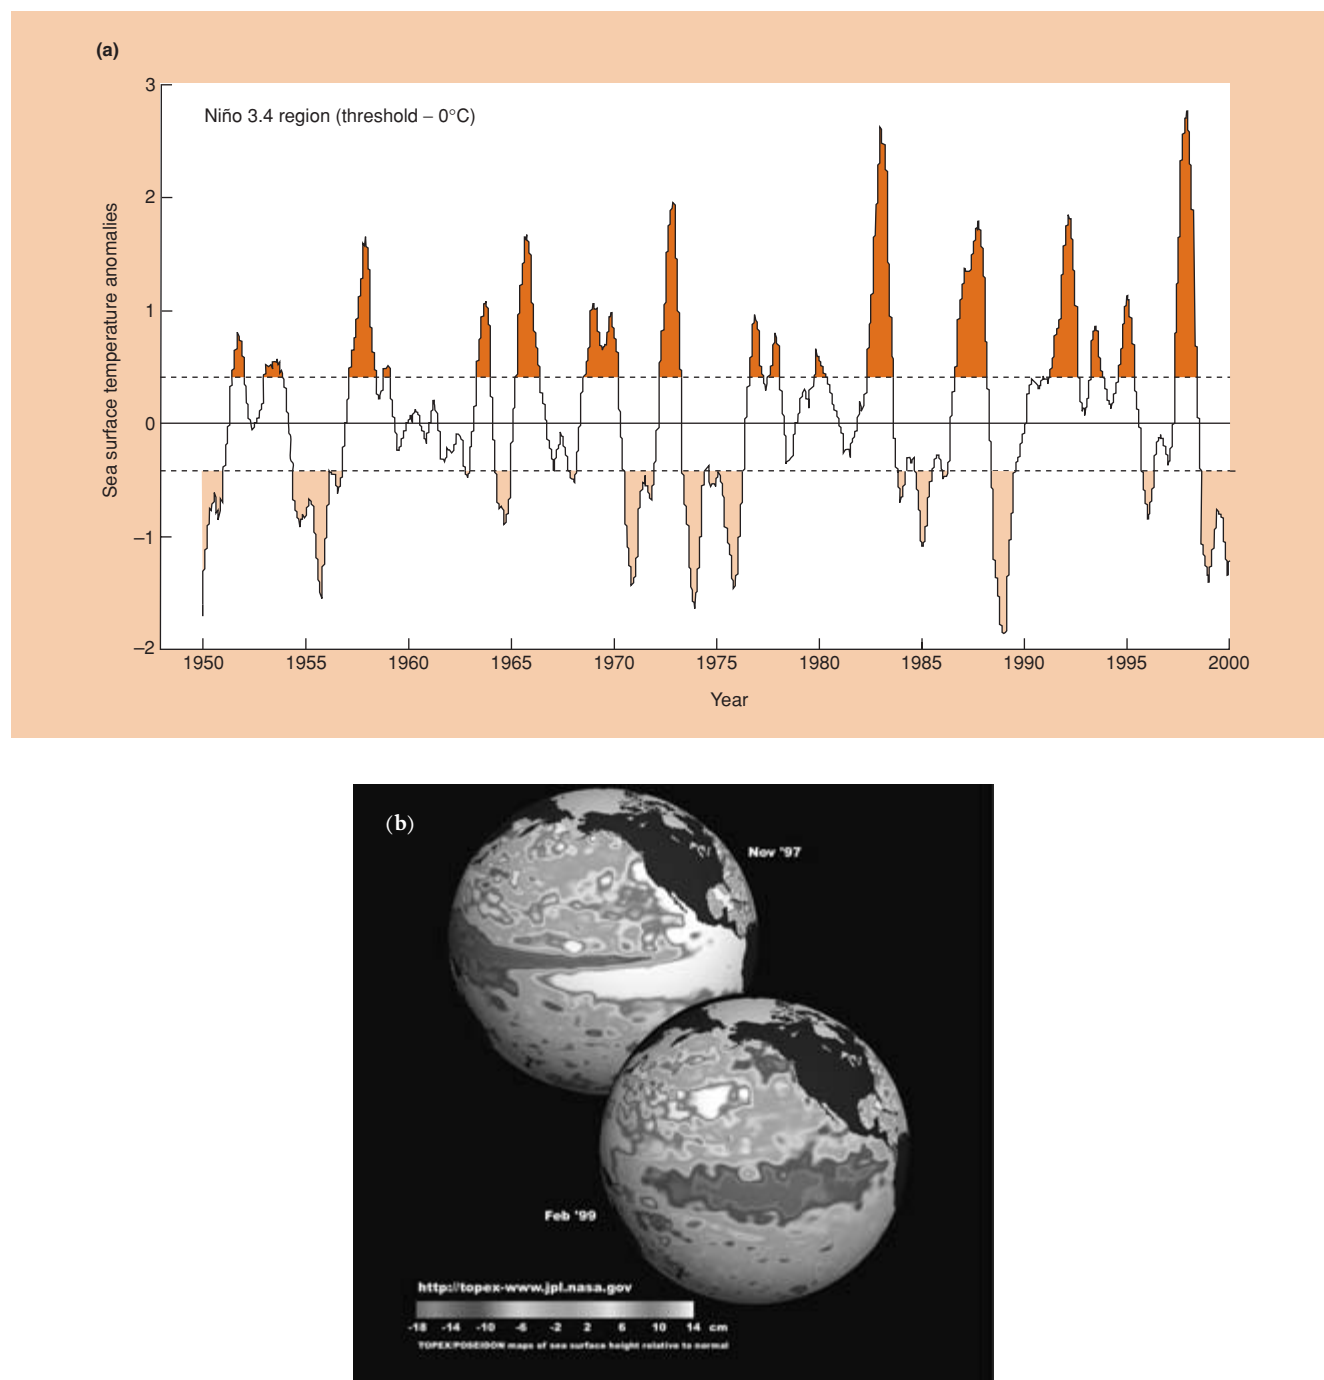 (a)
3
Niño 3.4 region (threshold – 0°C)
2
1
0
–1
–2
Sea surface temperature anomalies
1950 1955 1960 1965 1970 1975 1980 1985 1990 1995 2000
Year
(b)
Nov '97
Feb '99
http://topex-www.jpl.nasa.gov
-18 -14 -10 -6 -2 2 6 10 14 cm
TOPEX/POSEIDON maps of sea surface height relative to normal